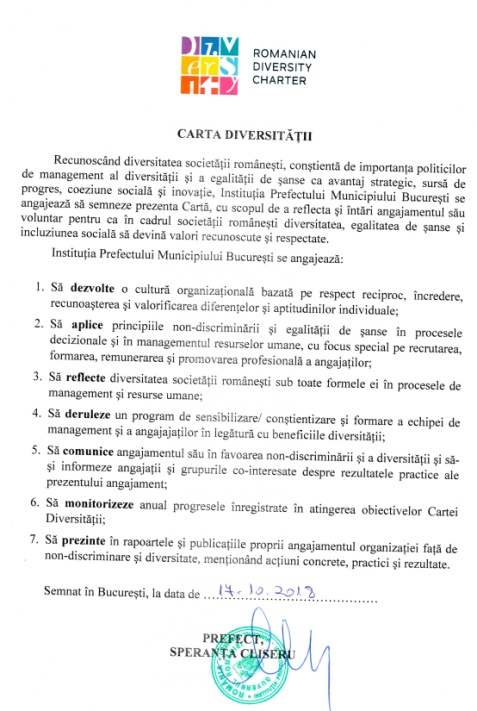 DIVERSITY
ROMANIAN
DIVERSITY
CHARTER
CARTA DIVERSITĂȚII
Recunoscând diversitatea societății românești, conștientă de importanța politicilor
de management al diversității și a egalității de șanse ca avantaj strategic, sursă de
progres, coeziune socială și inovație, Instituția Prefectului Municipiului București se
angajează să semneze prezenta Cartă, cu scopul de a reflecta și întări angajamentul său
voluntar pentru ca în cadrul societății românești diversitatea, egalitatea de șanse și
incluziunea socială să devină valori recunoscute și respectate.
Instituția Prefectului Municipiului București se angajează:
1. Să dezvolte o cultură organizațională bazată pe respect reciproc, încredere,
recunoașterea și valorificarea diferențelor și aptitudinilor individuale;
2. Să aplice principiile non-discriminării și egalității de șanse în procesele
decizionale și în managementul resurselor umane, cu focus special pe recrutarea,
formarea, remunerarea și promovarea profesională a angajaților;
3. Să reflecte diversitatea societății românești sub toate formele ei în procesele de
management și resurse umane;
4. Să deruleze un program de sensibilizare/ conștientizare și formare a echipei de
management și a angajajaților în legătură cu beneficiile diversității;
5. Să comunice angajamentul său în favoarea non-discriminării și a diversității și să-
și informeze angajații și grupurile co-interesate despre rezultatele practice ale
prezentului angajament;
6. Să monitorizeze anual progresele înregistrate în atingerea obiectivelor Cartei
Diversității;
7. Să prezinte în rapoartele și publicațiile proprii angajamentul organizației față de
non-discriminare și diversitate, menționând acțiuni concrete, practici și rezultate.
Semnat în București, la data de ...17.10.2018...............
PREFECT,
SPERANȚA CLISERU